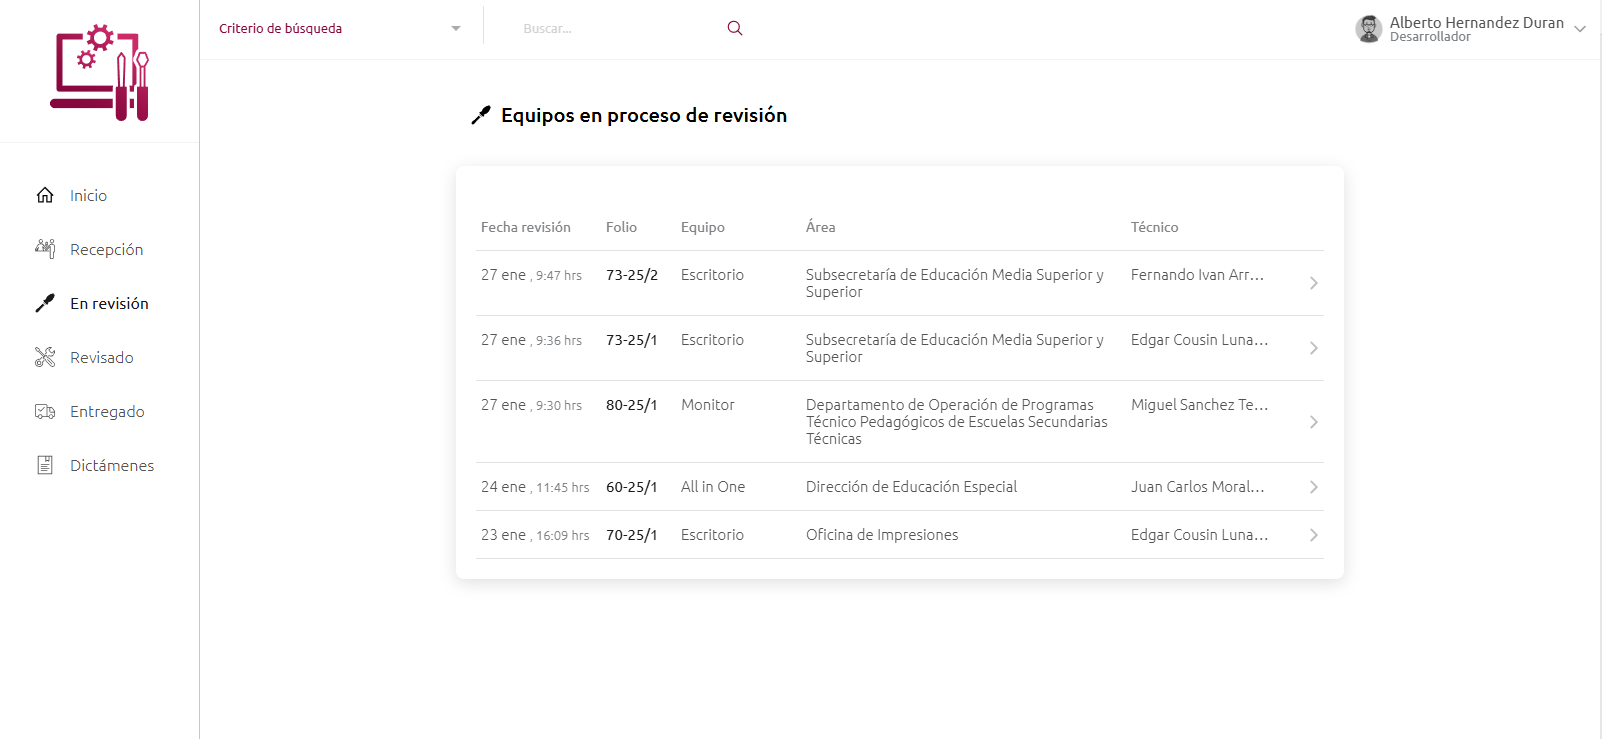 Criterio de búsqueda
Buscar...
Alberto Hernandez Duran
Desarrollador
Inicio
Recepción
En revisión
Revisado
Entregado
Dictámenes
Equipos en proceso de revisión
Fecha revisión Folio Equipo Área Técnico
27 ene , 9:47 hrs 73-25/2 Escritorio Subsecretaría de Educación Media Superior y Fernando Ivan Arr...
Superior
27 ene , 9:36 hrs 73-25/1 Escritorio Subsecretaría de Educación Media Superior y Edgar Cousin Luna...
Superior
27 ene , 9:30 hrs 80-25/1 Monitor Departamento de Operación de Programas Miguel Sanchez Te...
Técnico Pedagógicos de Escuelas Secundarias
Técnicas
24 ene , 11:45 hrs 60-25/1 All in One Dirección de Educación Especial Juan Carlos Moral...
23 ene , 16:09 hrs 70-25/1 Escritorio Oficina de Impresiones Edgar Cousin Luna...